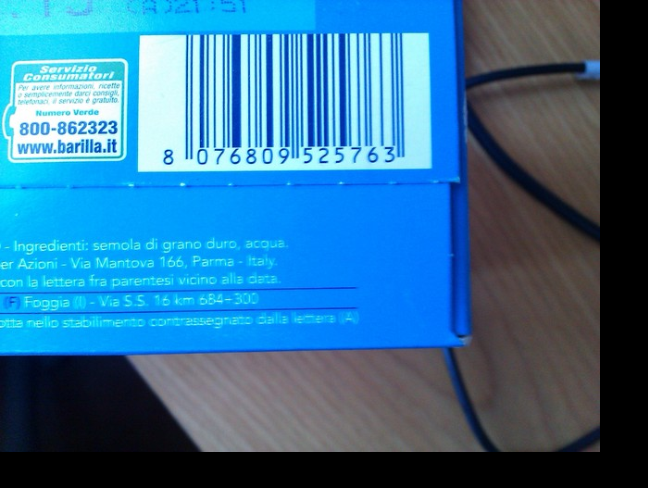 (A)21:51
Servizio
Consumatori
Per avere informazioni, ricette
o semplicemente darci consigli,
telefonaci, il servizio è gratuito.
Numero Verde
800-862323
www.barilla.it
8 076809 525763
- Ingredienti: semola di grano duro, acqua.
er Azioni - Via Mantova 166, Parma - Italy.
con la lettera fra parentesi vicino alla data.
(F) Foggia (I) - Via S.S. 16 km 684-300
otta nello stabilimento contrassegnato dalla lettera (A)